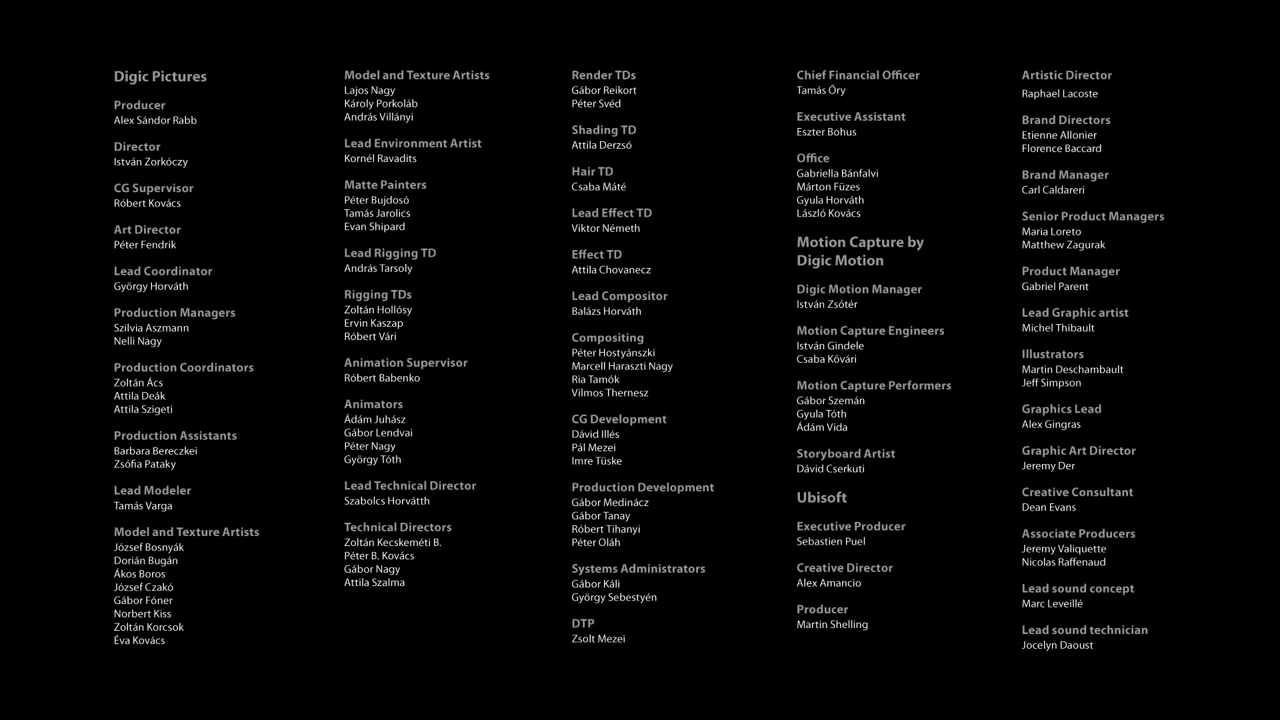 Digic Pictures
Producer
Alex Sándor Rabb
Director
István Zorkóczy
CG Supervisor
Róbert Kovács
Art Director
Péter Fendrik
Lead Coordinator
György Horváth
Production Managers
Szilvia Aszmann
Nelli Nagy
Production Coordinators
Zoltán Ács
Attila Deák
Attila Szigeti
Production Assistants
Barbara Bereczkei
Zsófia Pataky
Lead Modeler
Tamás Varga
Model and Texture Artists
József Bosnyák
Dorián Bugán
Ákos Boros
József Czakó
Gábor Fóner
Norbert Kiss
Zoltán Korcsok
Éva Kovács
Model and Texture Artists
Lajos Nagy
Károly Porkoláb
András Villányi
Lead Environment Artist
Kornél Ravadits
Matte Painters
Péter Bujdosó
Tamás Jarolics
Evan Shipard
Lead Rigging TD
András Tarsoly
Rigging TDs
Zoltán Hollósy
Ervin Kaszap
Róbert Vári
Animation Supervisor
Róbert Babenko
Animators
Ádám Juhász
Gábor Lendvai
Péter Nagy
György Tóth
Lead Technical Director
Szabolcs Horvátth
Technical Directors
Zoltán Kecskeméti B.
Péter B. Kovács
Gábor Nagy
Attila Szalma
Render TDs
Gábor Reikort
Péter Svéd
Shading TD
Attila Derzsó
Hair TD
Csaba Máté
Lead Effect TD
Viktor Németh
Effect TD
Attila Chovanecz
Lead Compositor
Balázs Horváth
Compositing
Péter Hostyánszki
Marcell Haraszti Nagy
Ria Tamók
Vilmos Thernesz
CG Development
Dávid Illés
Pál Mezei
Imre Tüske
Production Development
Gábor Medinácz
Gábor Tanay
Róbert Tihanyi
Péter Oláh
Systems Administrators
Gábor Káli
György Sebestyén
DTP
Zsolt Mezei
Chief Financial Officer
Tamás Őry
Executive Assistant
Eszter Bohus
Office
Gabriella Bánfalvi
Márton Füzes
Gyula Horváth
László Kovács
Motion Capture by
Digic Motion
Digic Motion Manager
István Zsótér
Motion Capture Engineers
István Gindele
Csaba Kővári
Motion Capture Performers
Gábor Szemán
Gyula Tóth
Ádám Vida
Storyboard Artist
Dávid Cserkuti
Ubisoft
Executive Producer
Sebastien Puel
Creative Director
Alex Amancio
Producer
Martin Shelling
Artistic Director
Raphael Lacoste
Brand Directors
Etienne Allonier
Florence Baccard
Brand Manager
Carl Caldareri
Senior Product Managers
Maria Loreto
Matthew Zagurak
Product Manager
Gabriel Parent
Lead Graphic artist
Michel Thibault
Illustrators
Martin Deschambault
Jeff Simpson
Graphics Lead
Alex Gingras
Graphic Art Director
Jeremy Der
Creative Consultant
Dean Evans
Associate Producers
Jeremy Valiquette
Nicolas Raffenaud
Lead sound concept
Marc Leveillé
Lead sound technician
Jocelyn Daoust